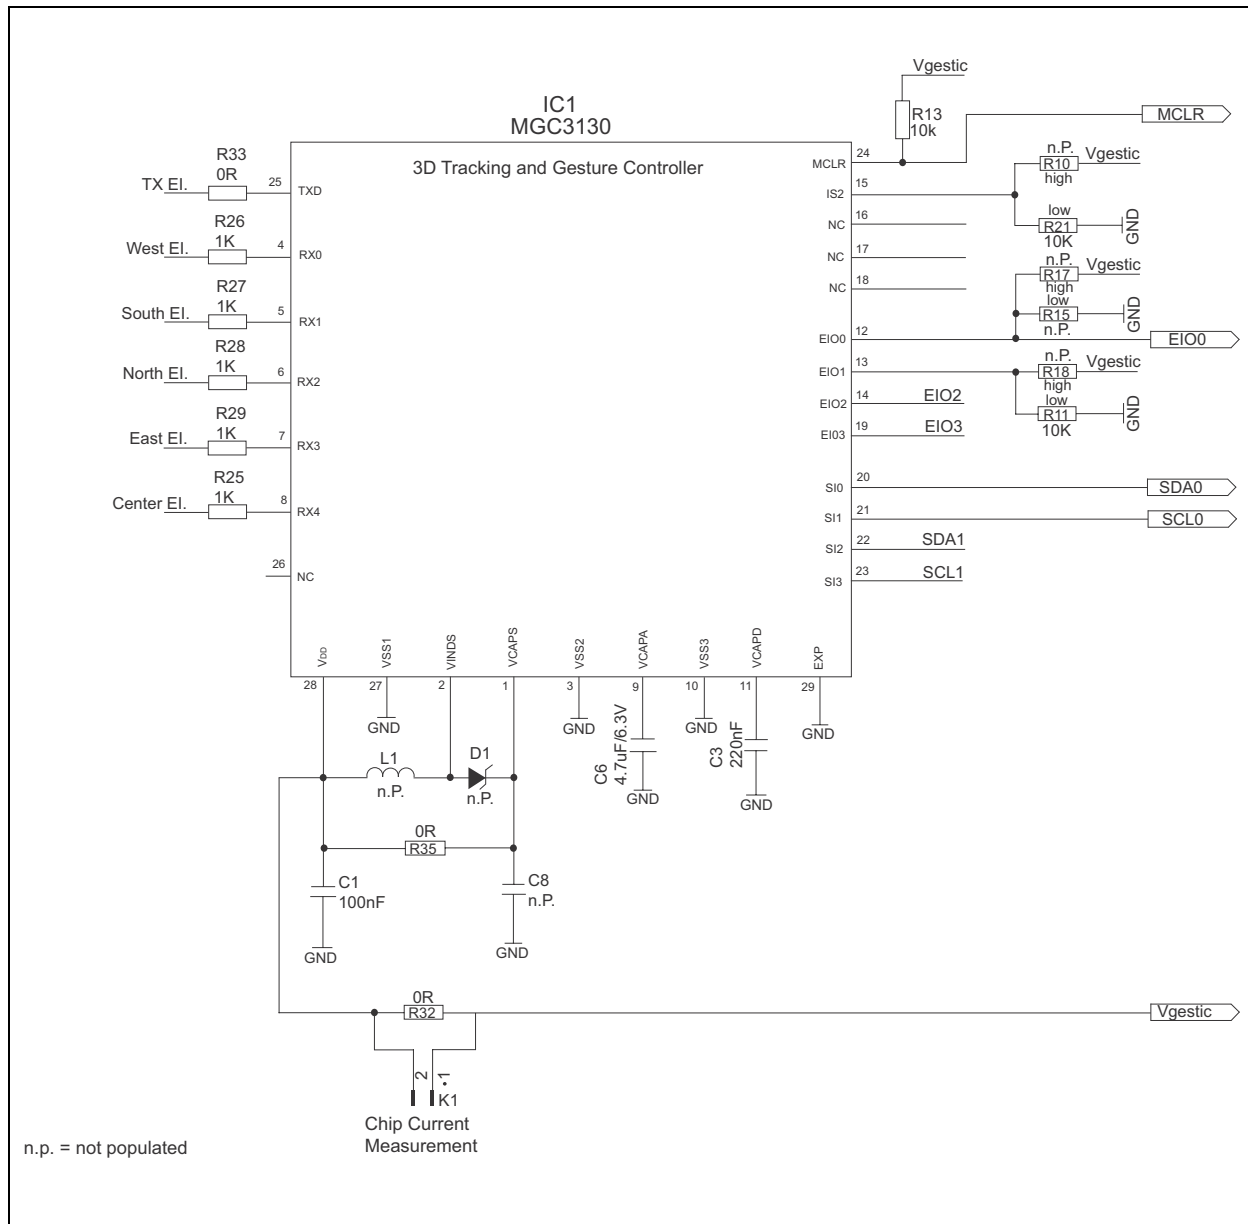 Vgestic
IC1
MGC3130
R13
10k
MCLR
3D Tracking and Gesture Controller
R33
0R
TX El.
25
TXD
R26
1K
West El.
4
RX0
R27
1K
South El.
5
RX1
R28
1K
North El.
6
RX2
R29
1K
East El.
7
RX3
R25
1K
Center El.
8
RX4
26
NC
24
MCLR
15
IS2
16
NC
17
NC
18
NC
12
EIO0
13
EIO1
14
EIO2
EIO2
19
EI03
EIO3
20
SI0
SDA0
21
SI1
SCL0
22
SI2
SDA1
23
SI3
SCL1
n.P.
R10
high
Vgestic
low
R21
10K
GND
n.P.
R17
high
Vgestic
low
R15
n.P.
GND
EIO0
n.P.
R18
high
Vgestic
low
R11
10K
GND
VDD
VSS1
VINDS
VCAPS
VSS2
VCAPA
VSS3
VCAPD
EXP
28
27
2
1
3
9
10
11
29
GND
GND
GND
GND
C6
4.7uF/6.3V
GND
C3
220nF
GND
L1
n.P.
D1
n.P.
0R
R35
C1
100nF
GND
C8
n.P.
GND
0R
R32
Vgestic
2
1
K1
Chip Current
Measurement
n.p. = not populated